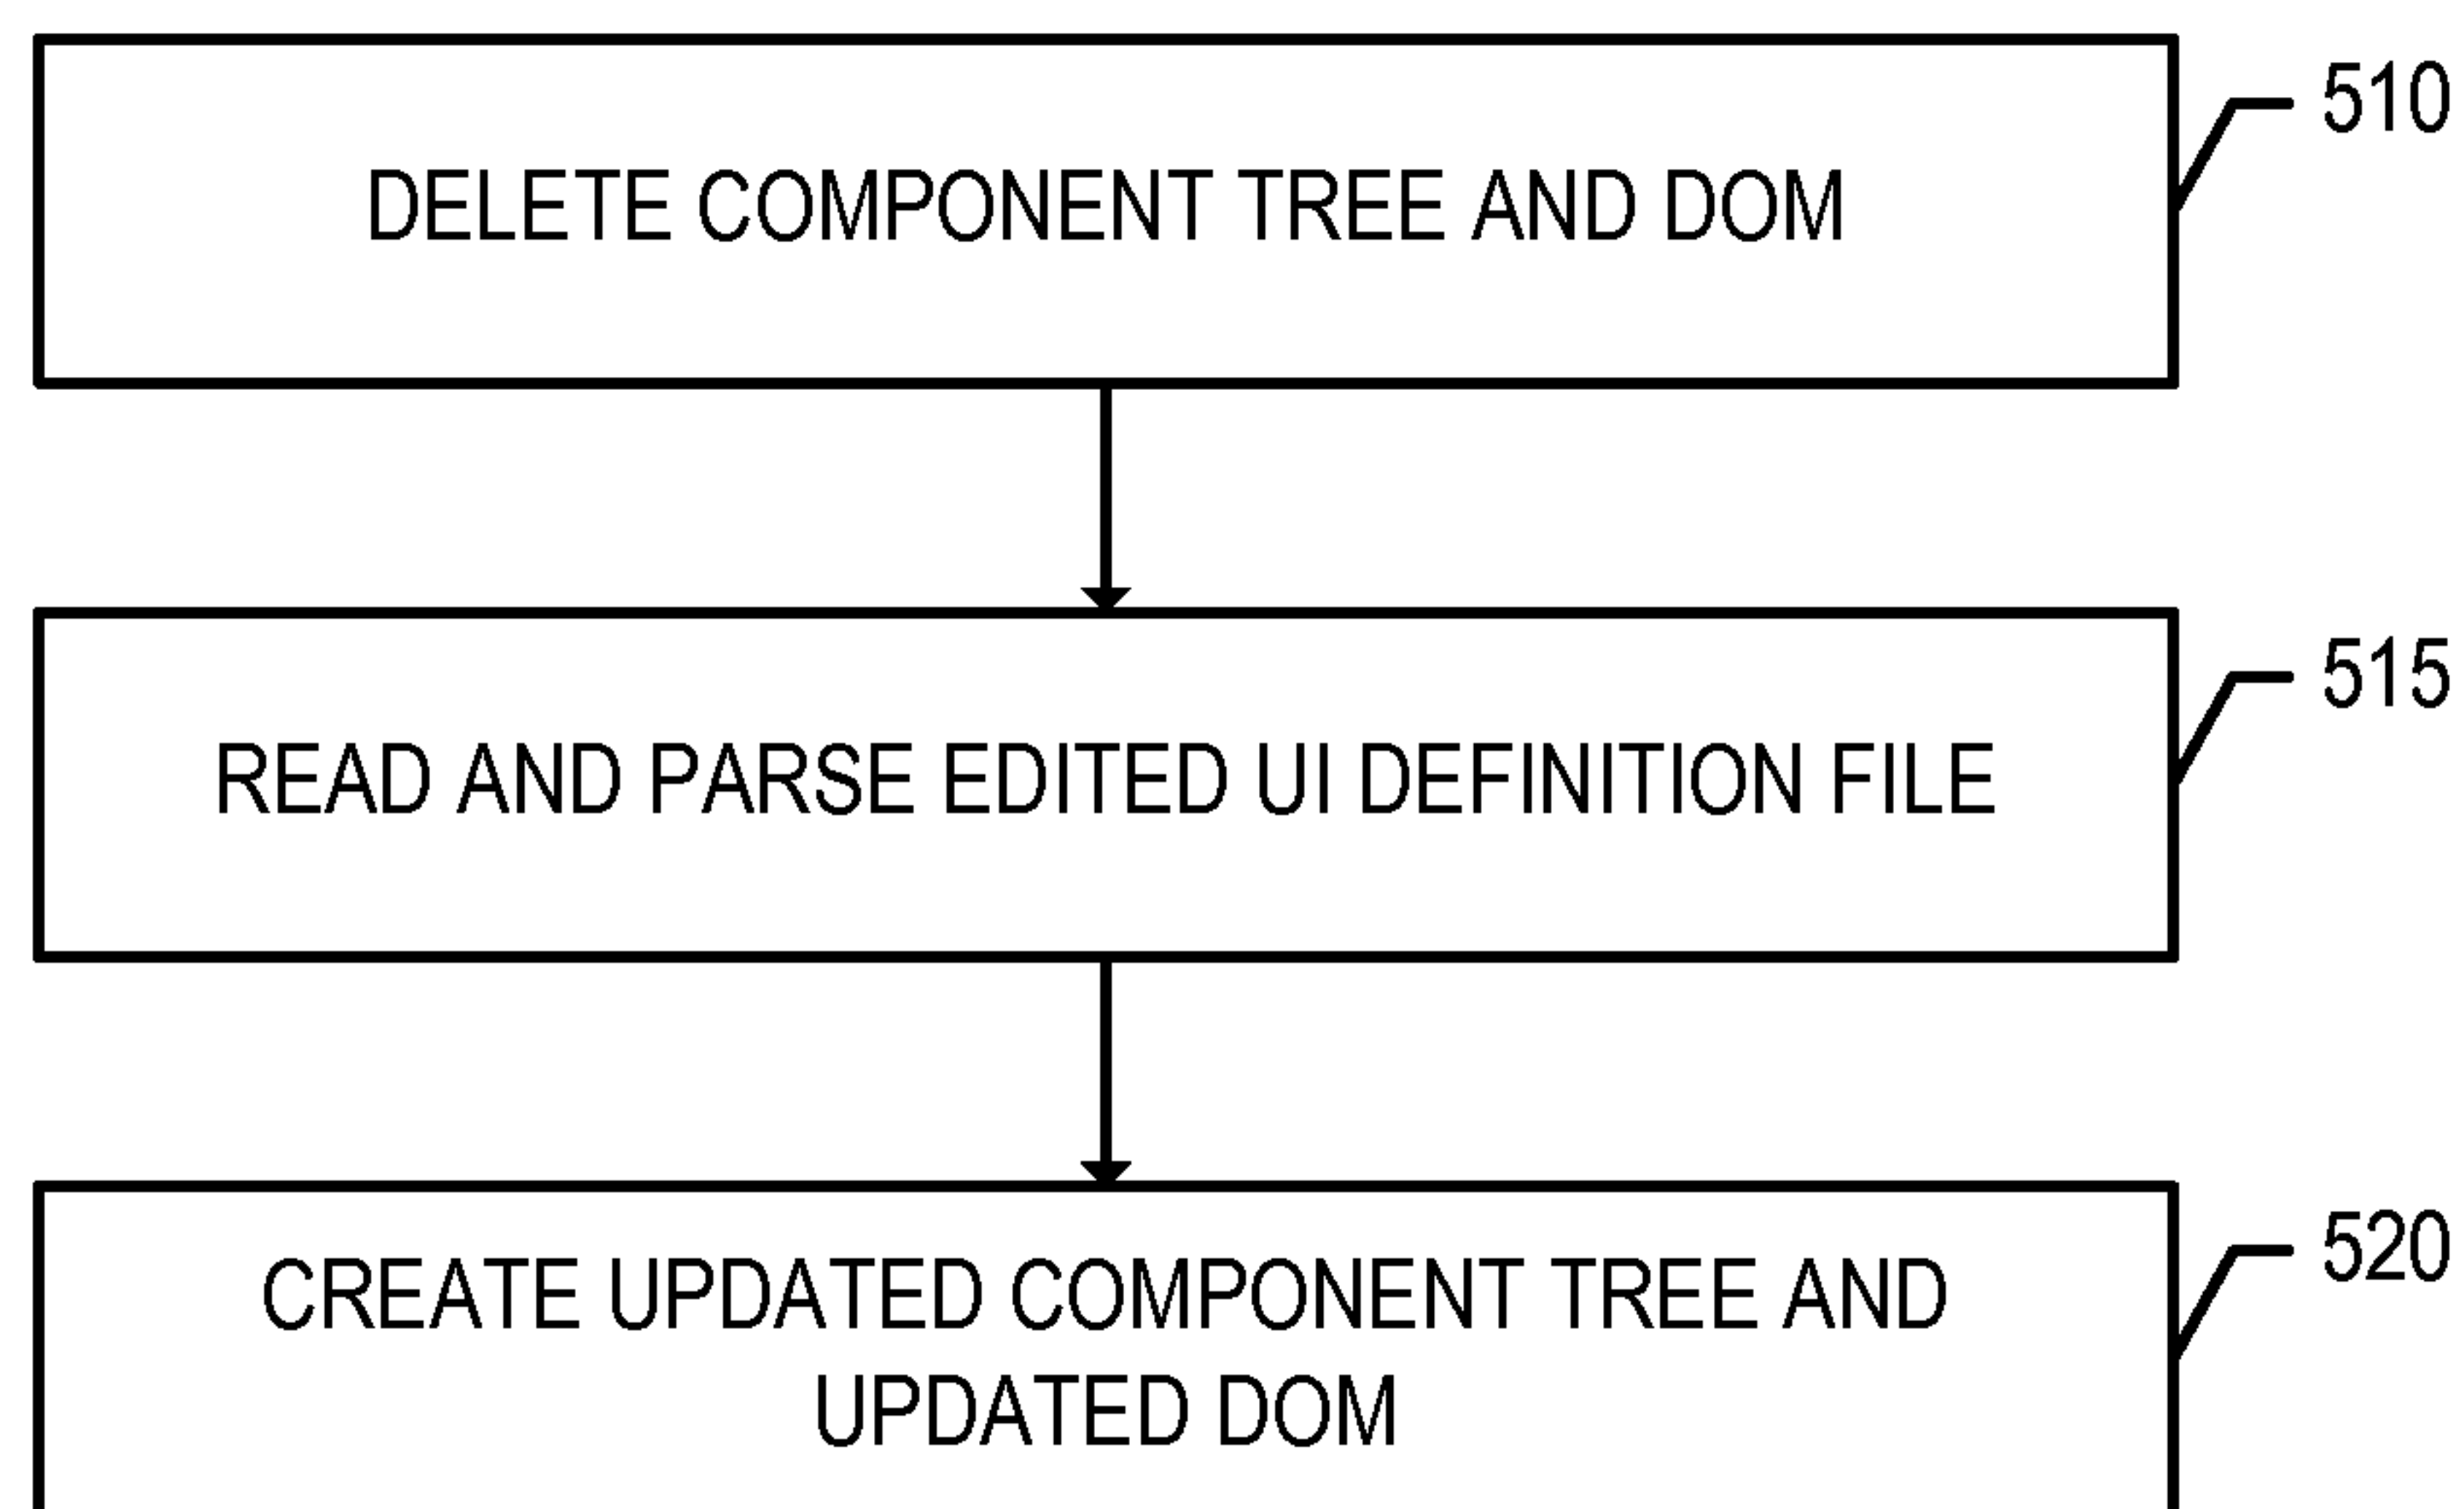 510
DELETE COMPONENT TREE AND DOM
515
READ AND PARSE EDITED UI DEFINITION FILE
520
CREATE UPDATED COMPONENT TREE AND
UPDATED DOM